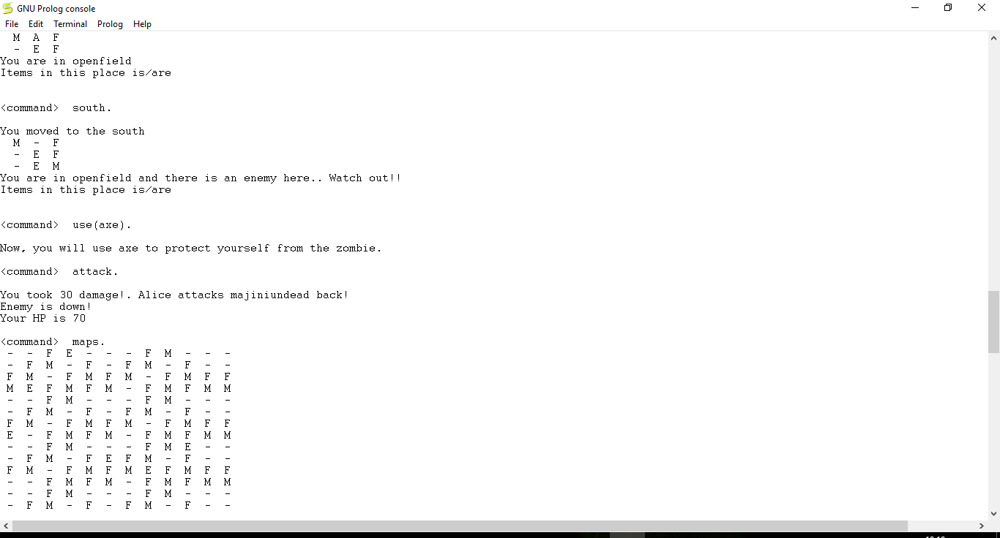 GNU Prolog console
File Edit Terminal Prolog Help
M A F
- E F
You are in openfield
Items in this place is/are
<command> south.
You moved to the south
M - F
- E F
- E M
You are in openfield and there is an enemy here.. Watch out!!
Items in this place is/are
<command> use(axe).
Now, you will use axe to protect yourself from the zombie.
<command> attack.
You took 30 damage!. Alice attacks majiniundead back!
Enemy is down!
Your HP is 70
<command> maps.
- - F E - - - F M - - -
- F M - F - F M - F - -
F M - F M F M - F M F F
M E F M F M - F M F M M
- - F M - - - F M - - -
- F M - F - F M - F - -
F M - F M F M - F M F F
E - F M F M - F M F M M
- - F M - - - F M E - -
- F M - F E F M - F - -
F M - F M F M E F M F F
- - F M F M - F M F M M
- - F M - - - F M - - -
- F M - F - F M - F - -